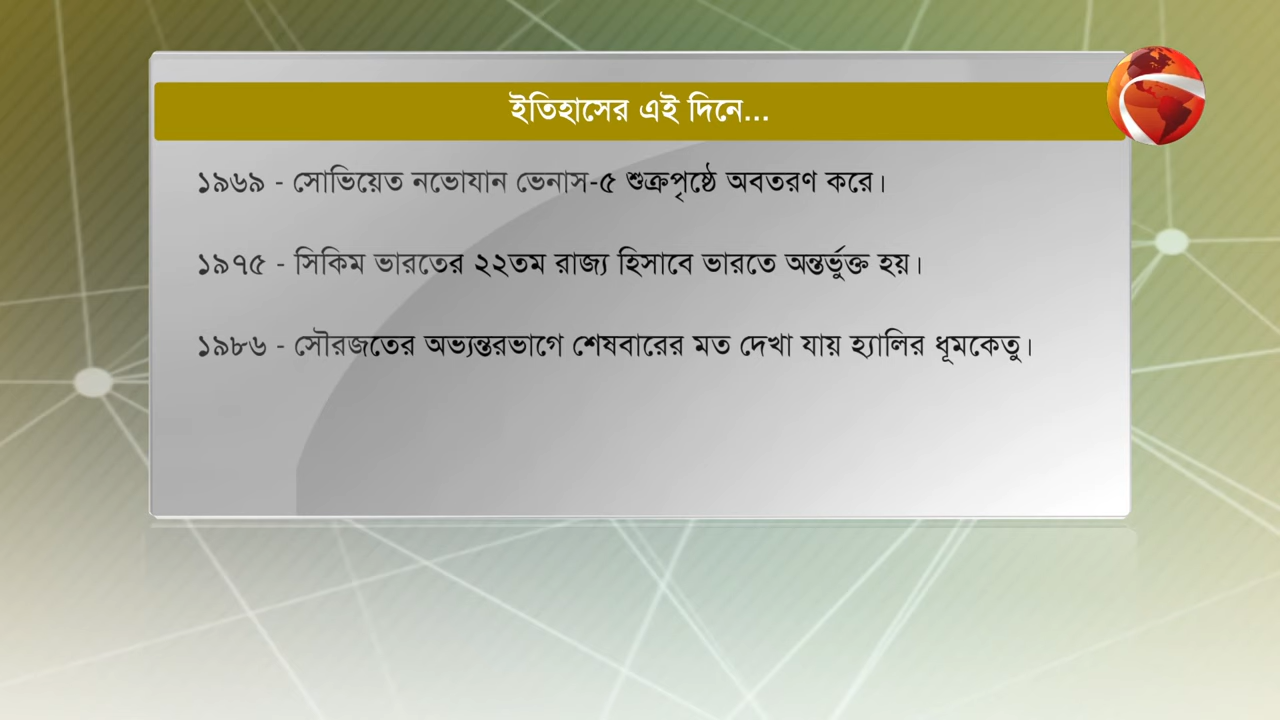 ইতিহাসের এই দিনে...
১৯৬৯ - সোভিয়েত নভোযান ভেনাস-৫ শুক্রপৃষ্ঠে অবতরণ করে।
১৯৭৫ - সিকিম ভারতের ২২তম রাজ্য হিসাবে ভারতে অন্তর্ভুক্ত হয়।
১৯৮৬ - সৌরজতের অভ্যন্তরভাগে শেষবারের মত দেখা যায় হ্যালির ধূমকেতু।